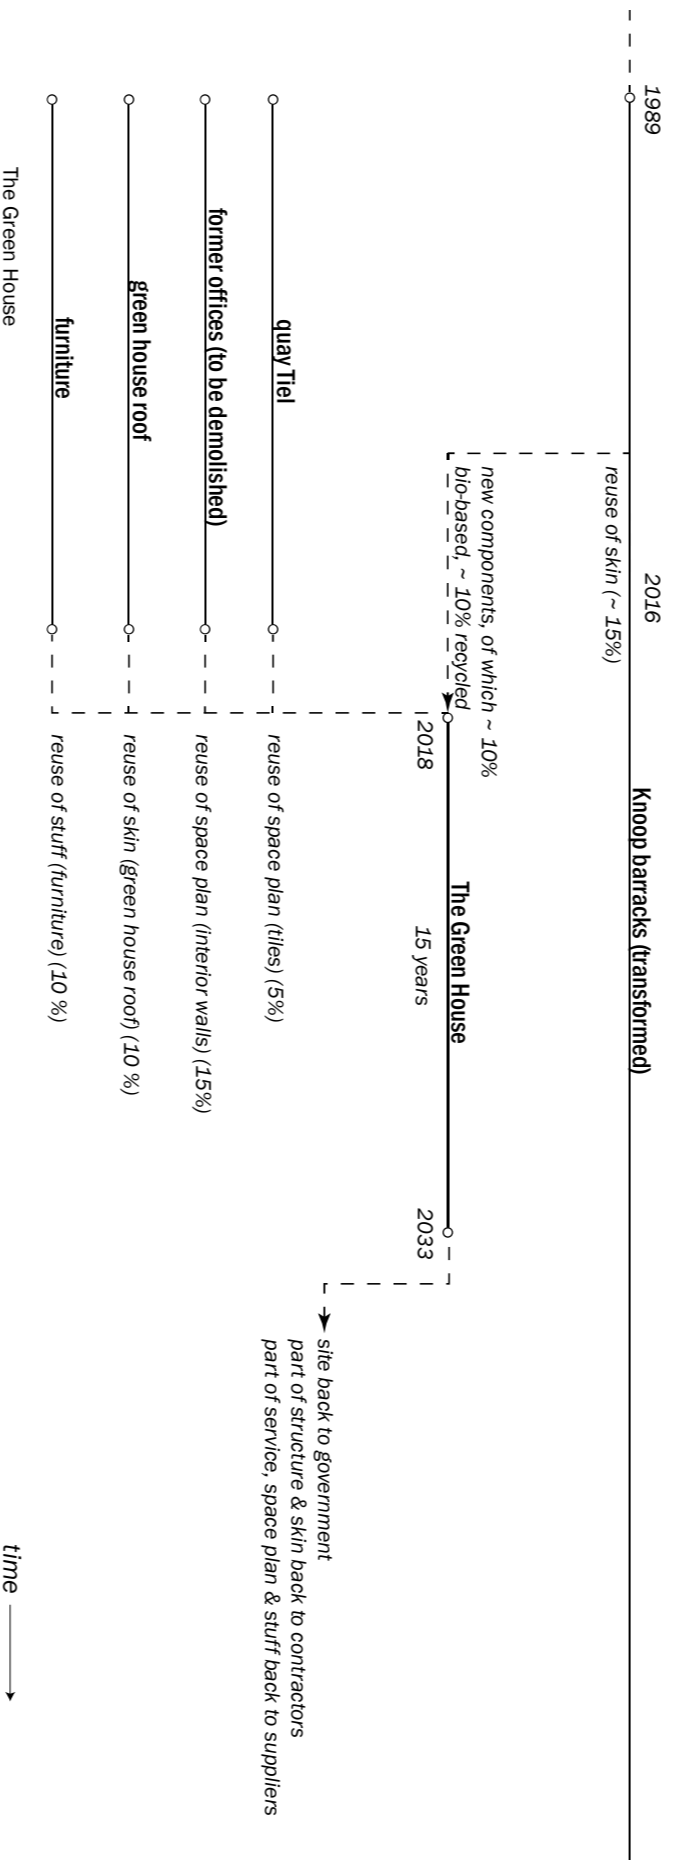 1989
2016
Knoop barracks (transformed)
reuse of skin (~ 15%)
new components, of which ~ 10%
bio-based, ~ 10% recycled
The Green House
2018
15 years
2033
site back to government
part of structure & skin back to contractors
part of service, space plan & stuff back to suppliers
quay Tiel
reuse of space plan (tiles) (5%)
former offices (to be demolished)
reuse of space plan (interior walls) (15%)
green house roof
reuse of skin (green house roof) (10 %)
furniture
reuse of stuff (furniture) (10 %)
The Green House
time